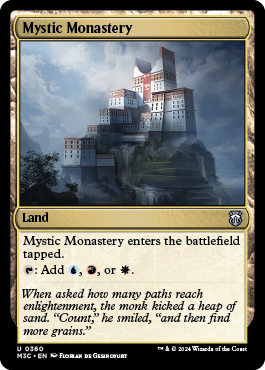 Mystic Monastery
Land
Mystic Monastery enters the battlefield
tapped.
: Add , , or .
When asked how many paths reach
enlightenment, the monk kicked a heap of
sand. “Count,” he smiled, “and then find
more grains.”
U 0360
M3C • EN Florian de Gesincourt
™ & © 2024 Wizards of the Coast